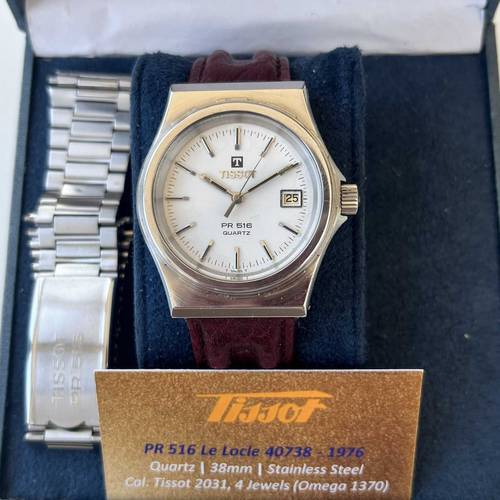 T
TISSOT
25
PR 516
QUARTZ
TISSOT
PR 516
Tissot
PR 516 Le Locle 40738 - 1976
Quartz | 38mm | Stainless Steel
Cal. Tissot 2031, 4 Jewels (Omega 1370)